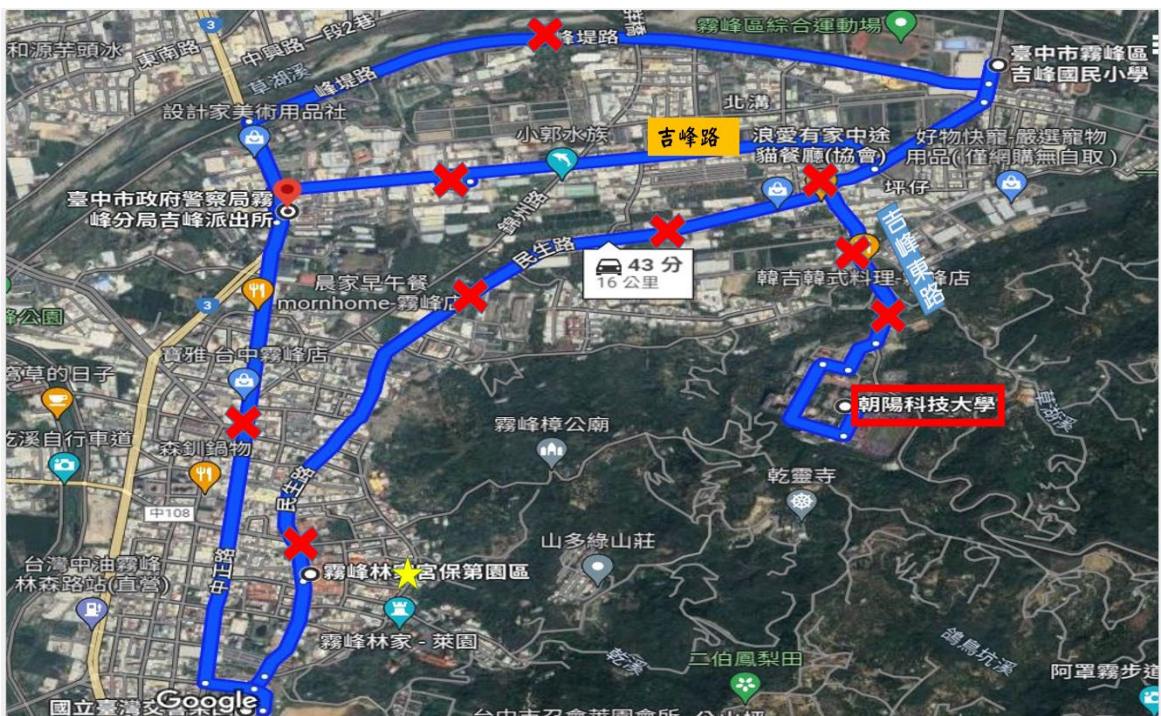 和源芋頭冰
東南路
中興路一段2巷
3
峰堤路
霧峰區綜合運動場
臺中市霧峰區
吉峰國民小學
草湖溪
峰堤路
設計家美術用品社
北溝
小郭水族
吉峰路
浪愛有家中途
貓餐廳(協會)
好物快寵-嚴選寵物
用品(僅網購無自取)
坪仔
臺中市政府警察局霧
峰分局吉峰派出所
錦州路
民生路
吉峰東路
43 分
16 公里
韓吉韓式料理-
峰店
晨家早午餐
mornhome-霧峰店
3
寶雅 台中霧峰店
朝陽科技大學
草湖溪
霧峰樟公廟
乾溪自行車道
森釧鍋物
民生路
乾靈寺
中108
中正路
山多綠山莊
台灣中油霧峰
林森路站(直營)
霧峰林家宮保第園區
霧峰林家 - 萊園
乾溪
二伯鳳梨田
鴿鳥坑溪
阿罩霧步道
Google
國立臺灣